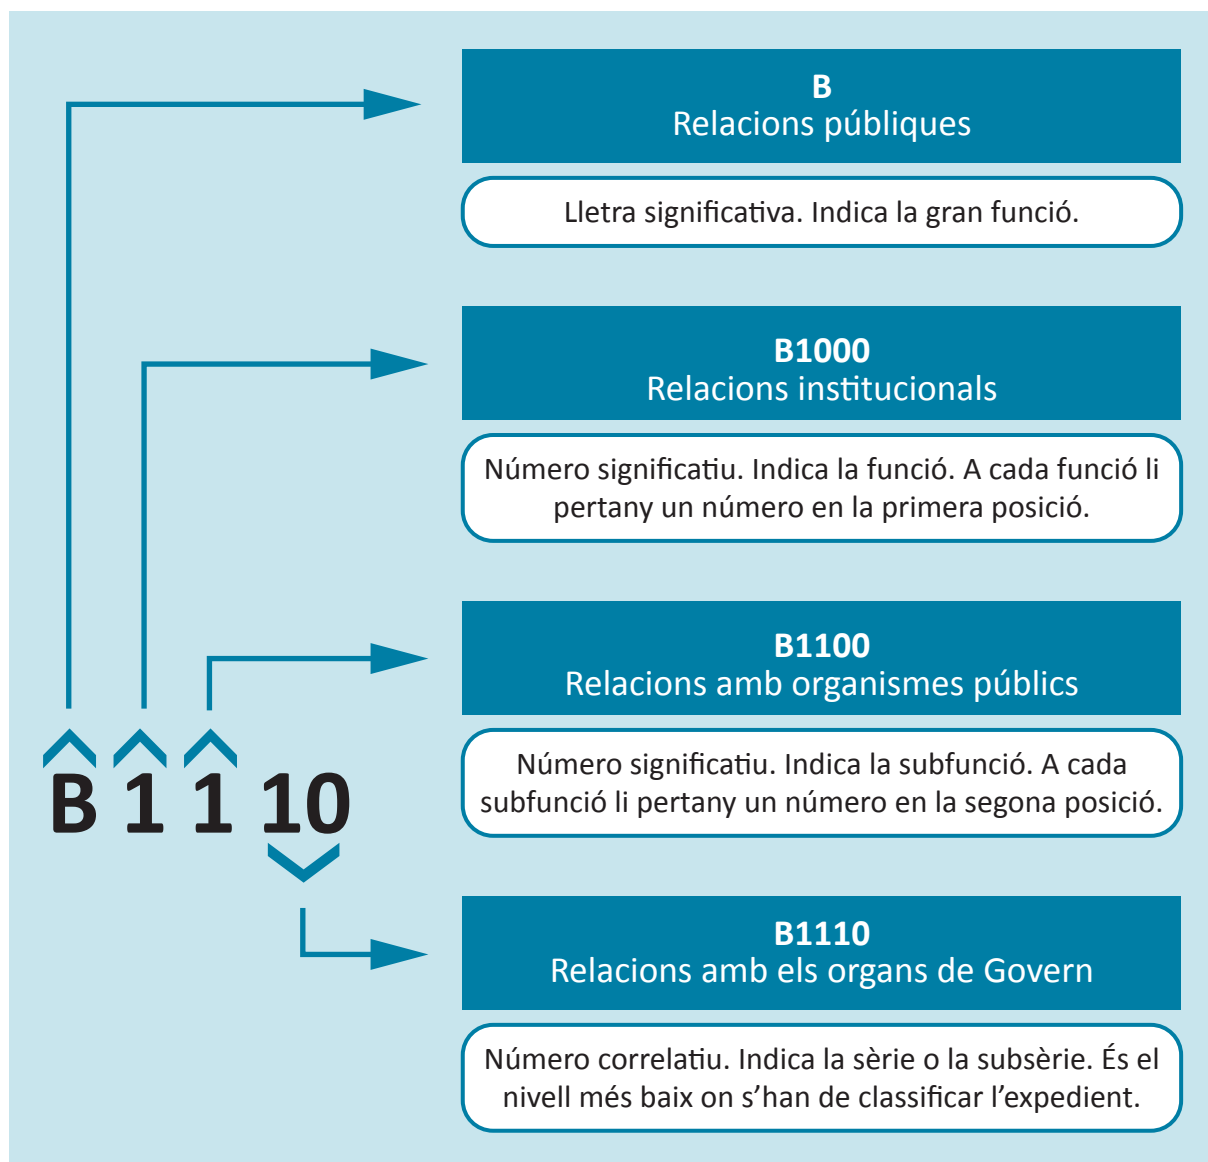 B
Relacions públiques
Lletra significativa. Indica la gran funció.
B1000
Relacions institucionals
Número significatiu. Indica la funció. A cada funció li
pertany un número en la primera posició.
B1100
Relacions amb organismes públics
Número significatiu. Indica la subfunció. A cada
subfunció li pertany un número en la segona posició.
B 1 1 10
B1110
Relacions amb els organs de Govern
Número correlatiu. Indica la sèrie o la subsèrie. És el
nivell més baix on s’han de classificar l’expedient.